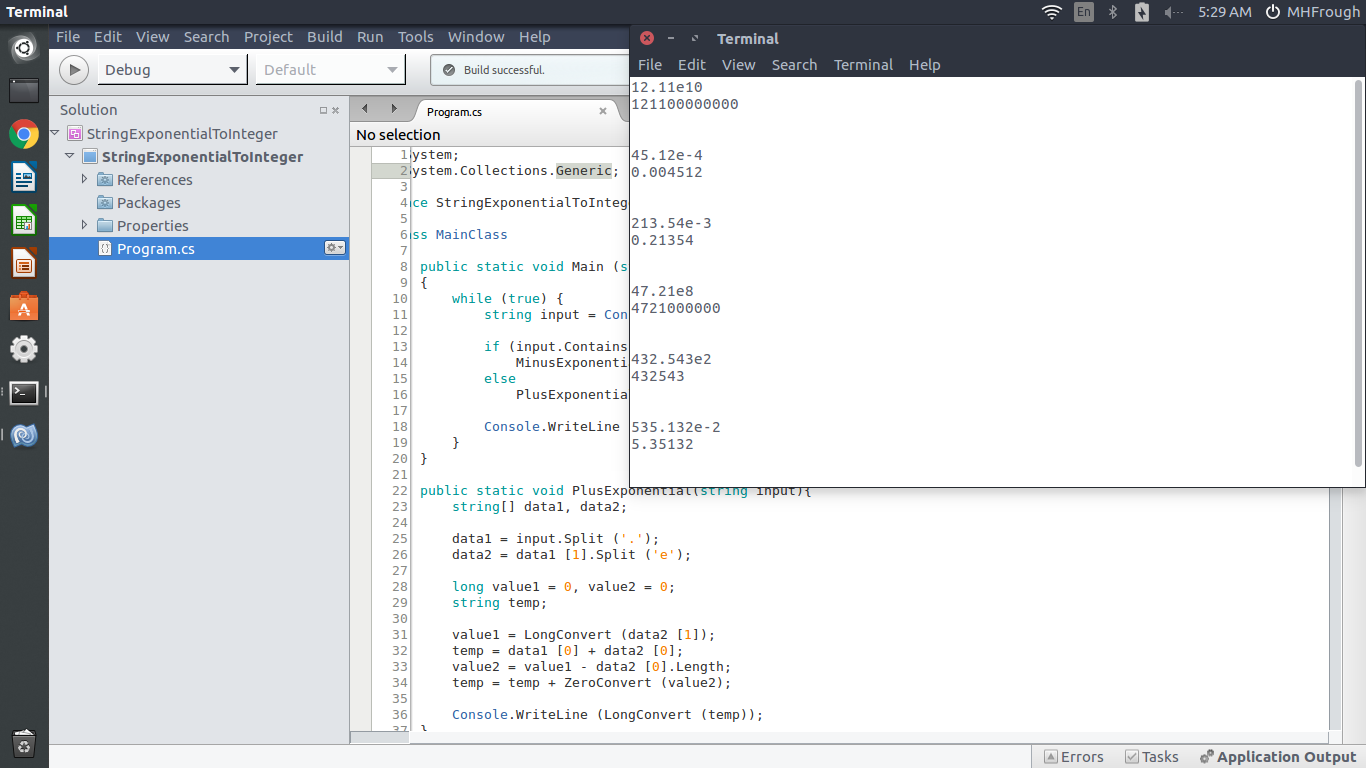 Terminal
En
5:29 AM
MHFrough
File Edit View Search Project Build Run Tools Window Help
Debug
Default
Build successful.
Solution
StringExponentialToInteger
StringExponentialToInteger
References
Packages
Properties
Program.cs
Program.cs
No selection
1 ystem;
2 ystem.Collections.Generic;
3
4 ce StringExponentialToInteg
5
6 ss MainClass
7
8 public static void Main (s
9 {
10 while (true) {
11 string input = Con
12
13 if (input.Contains
14 MinusExponenti
15 else
16 PlusExponentia
17
18 Console.WriteLine
19 }
20 }
21
22 public static void PlusExponential(string input){
23 string[] data1, data2;
24
25 data1 = input.Split ('.');
26 data2 = data1 [1].Split ('e');
27
28 long value1 = 0, value2 = 0;
29 string temp;
30
31 value1 = LongConvert (data2 [1]);
32 temp = data1 [0] + data2 [0];
33 value2 = value1 - data2 [0].Length;
34 temp = temp + ZeroConvert (value2);
35
36 Console.WriteLine (LongConvert (temp));
37 }
Terminal
File Edit View Search Terminal Help
12.11e10
121100000000
45.12e-4
0.004512
213.54e-3
0.21354
47.21e8
4721000000
432.543e2
432543
535.132e-2
5.35132
Errors Tasks Application Output